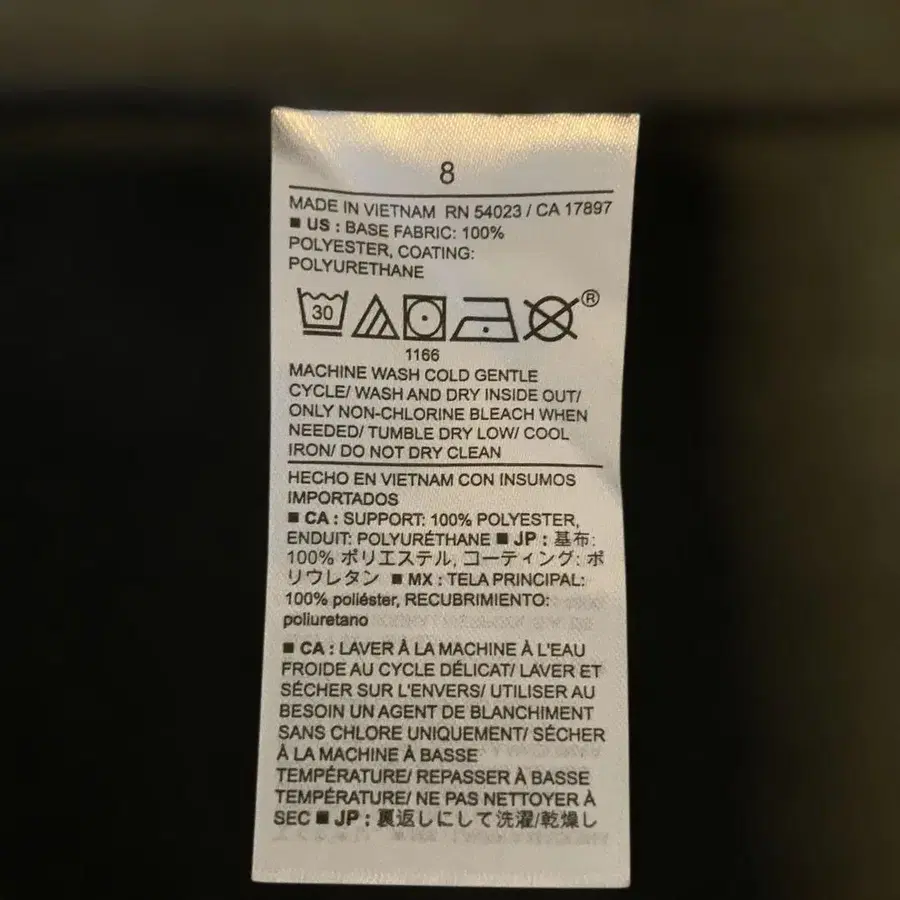 8
MADE IN VIETNAM RN 54023 / CA 17897
■ US : BASE FABRIC: 100%
POLYESTER, COATING:
POLYURETHANE
30 ®
1166
MACHINE WASH COLD GENTLE
CYCLE/ WASH AND DRY INSIDE OUT/
ONLY NON-CHLORINE BLEACH WHEN
NEEDED/ TUMBLE DRY LOW/ COOL
IRON/ DO NOT DRY CLEAN
HECHO EN VIETNAM CON INSUMOS
IMPORTADOS
■ CA : SUPPORT: 100% POLYESTER,
ENDUIT: POLYURÉTHANE ■ JP : 基布:
100% ポリエステル, コーティング: ポ
リウレタン ■ MX : TELA PRINCIPAL:
100% poliéster, RECUBRIMIENTO:
poliuretano
■ CA : LAVER À LA MACHINE À L'EAU
FROIDE AU CYCLE DÉLICAT/ LAVER ET
SÉCHER SUR L'ENVERS/ UTILISER AU
BESOIN UN AGENT DE BLANCHIMENT
SANS CHLORE UNIQUEMENT/ SÉCHER
À LA MACHINE À BASSE
TEMPÉRATURE/ REPASSER À BASSE
TEMPÉRATURE/ NE PAS NETTOYER À
SEC ■ JP : 裏返しにして洗濯/乾燥し